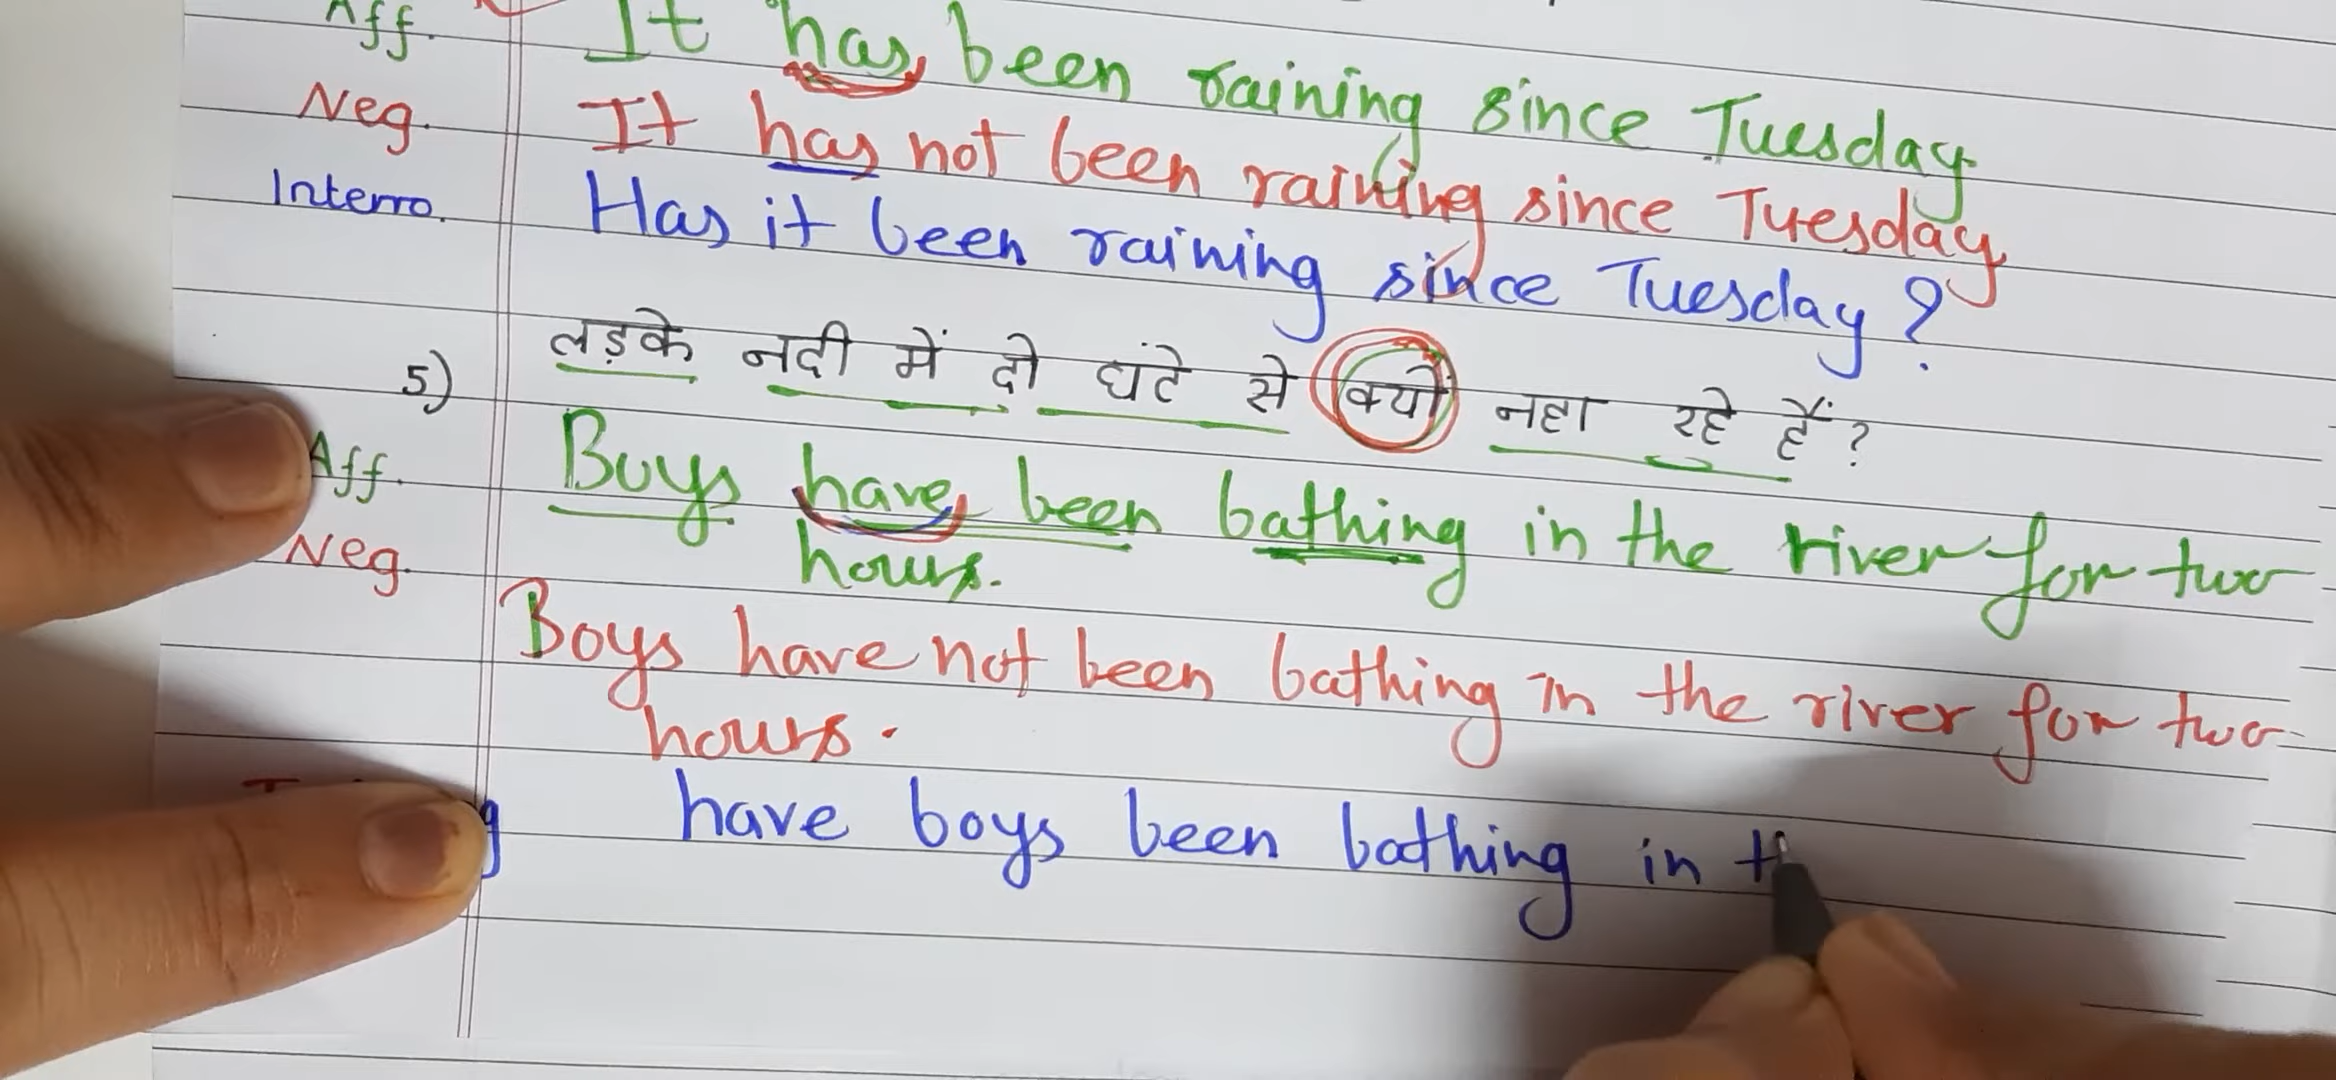 Aff. It has been raining since Tuesday
Neg. It has not been raining since Tuesday
Interro. Has it been raining since Tuesday ?
5) लड़के नदी में दो घंटे से क्यों नहा रहे हैं ?
Aff. Boys have been bathing in the river for two
hours.
Neg.
Boys have not been bathing in the river for two
hours.
have boys been bathing in t